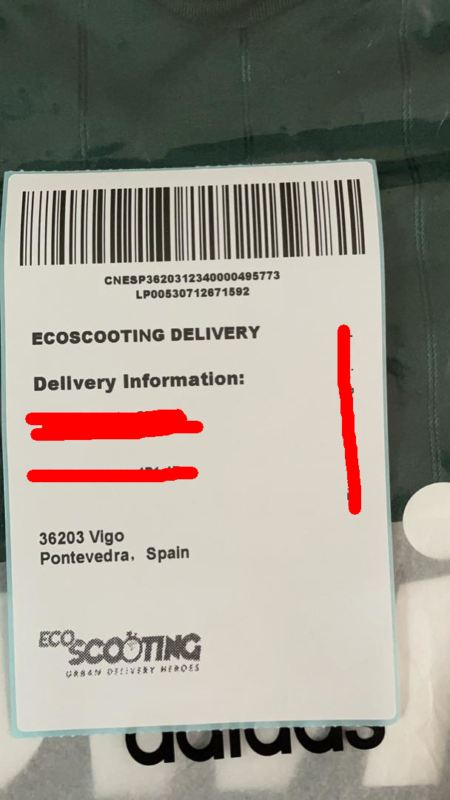 CNESP3620312340000495773
LP00530712671592
ECOSCOOTING DELIVERY
Delivery Information:
36203 Vigo
Pontevedra, Spain
ECO
SCOOTING
URBAN DELIVERY HEROES
adidas